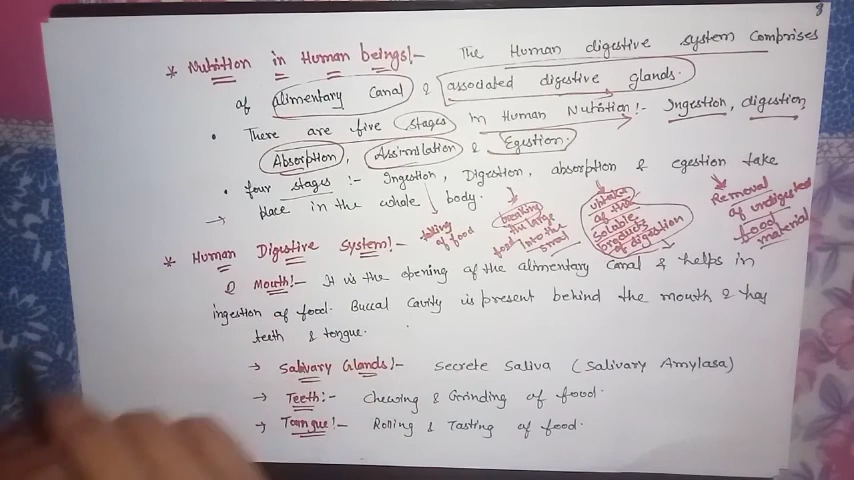 8
* Nutrition in Human beings!- The Human digestive system comprises
of alimentary Canal & associated digestive glands.
• There are five stages in Human Nutrition!- Ingestion, digestion,
Absorption, Assimilation & Egestion.
• four stages!- Ingestion, Digestion, absorption & egestion take
→ place in the whole body.
taking of food
breaking the large food Into the small
uptake of the soluble products of digestion
Removal of undigested food material
* Human Digestive System!-
Mouth!- It is the opening of the alimentary Canal & helps in
ingestion of food. Buccal Cavity is present behind the mouth & has
teeth & tongue.
→ Salivary Glands!- Secrete Saliva (Salivary Amylasa)
→ Teeth:- Chewing & Grinding of food.
→ Toungue!- Rolling & Tasting of food.